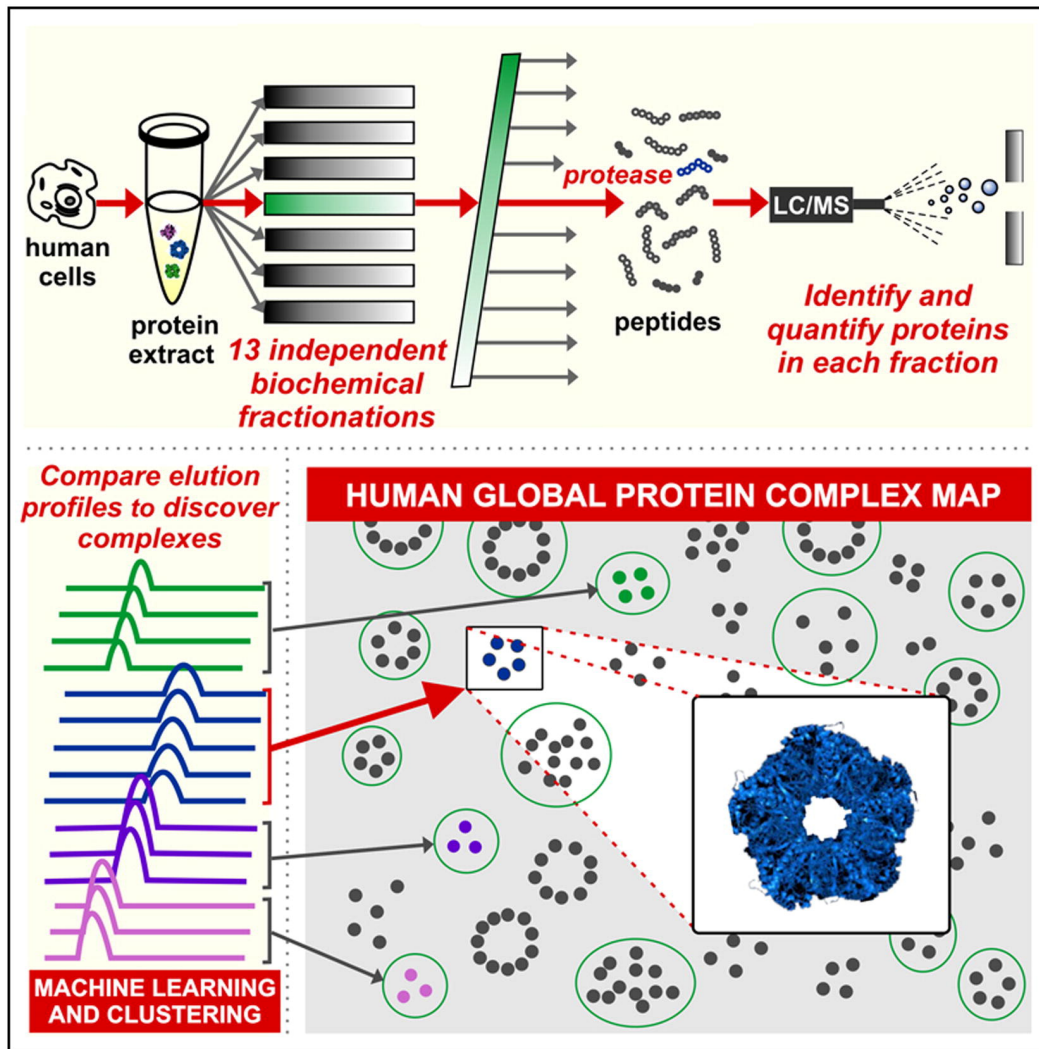 human
cells
protein
extract
13 independent
biochemical
fractionations
protease
peptides
LC/MS
Identify and
quantify proteins
in each fraction
Compare elution
profiles to discover
complexes
MACHINE LEARNING
AND CLUSTERING
HUMAN GLOBAL PROTEIN COMPLEX MAP